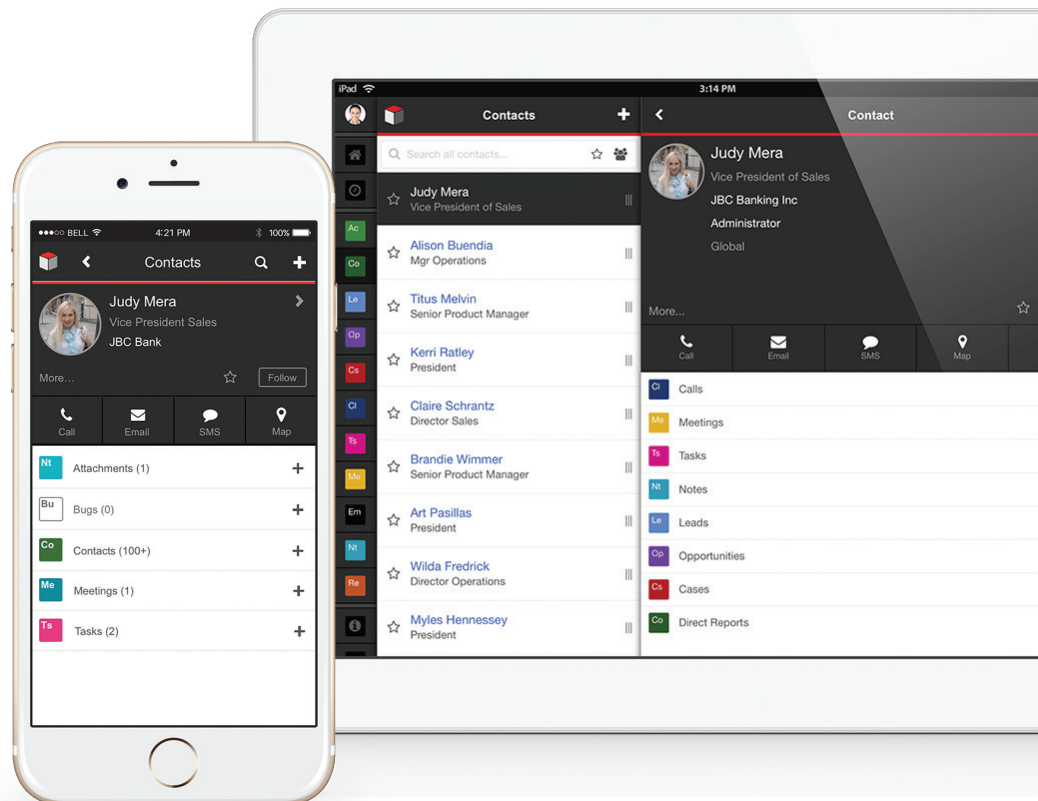 BELL
4:21 PM
100%
Contacts
Judy Mera
Vice President Sales
JBC Bank
More...
Follow
Call
Email
SMS
Map
Nt
Attachments (1)
Bu
Bugs (0)
Co
Contacts (100+)
Me
Meetings (1)
Ts
Tasks (2)
iPad
3:14 PM
Ac
Co
Le
Op
Cs
Cl
Ts
Me
Em
Nt
Re
Contacts
Search all contacts...
Judy Mera
Vice President of Sales
Alison Buendia
Mgr Operations
Titus Melvin
Senior Product Manager
Kerri Ratley
President
Claire Schrantz
Director Sales
Brandie Wimmer
Senior Product Manager
Art Pasillas
President
Wilda Fredrick
Director Operations
Myles Hennessey
President
Contact
Judy Mera
Vice President of Sales
JBC Banking Inc
Administrator
Global
More...
Call
Email
SMS
Map
Cl
Calls
Me
Meetings
Ts
Tasks
Nt
Notes
Le
Leads
Op
Opportunities
Cs
Cases
Co
Direct Reports